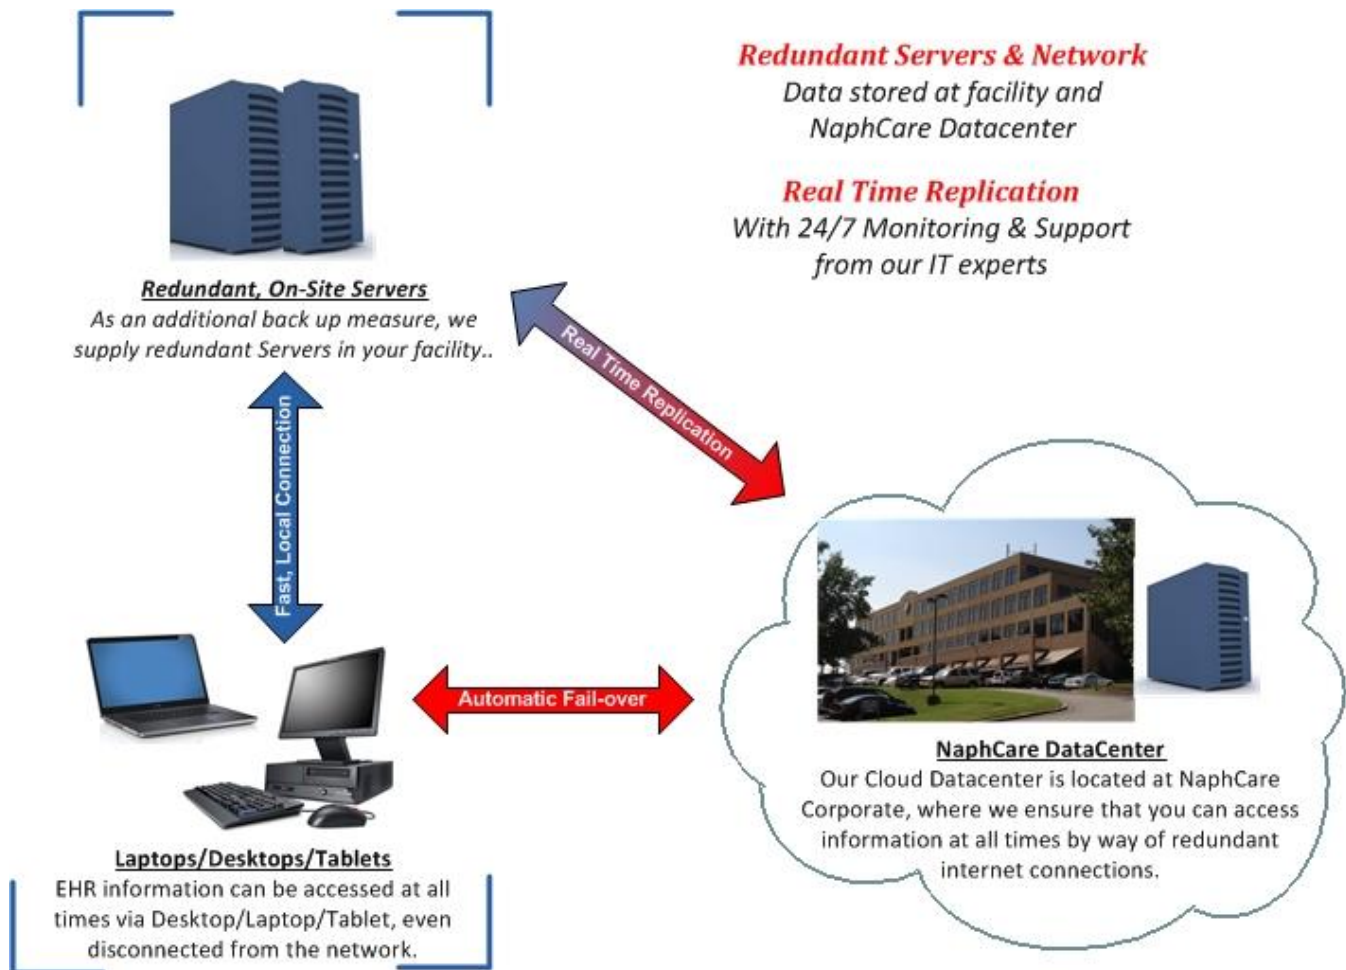 Redundant Servers & Network
Data stored at facility and
NaphCare Datacenter
Real Time Replication
With 24/7 Monitoring & Support
from our IT experts
Redundant, On-Site Servers
As an additional back up measure, we
supply redundant Servers in your facility..
Real Time Replication
Fast, Local Connection
Automatic Fail-over
NaphCare DataCenter
Our Cloud Datacenter is located at NaphCare
Corporate, where we ensure that you can access
information at all times by way of redundant
internet connections.
Laptops/Desktops/Tablets
EHR information can be accessed at all
times via Desktop/Laptop/Tablet, even
disconnected from the network.